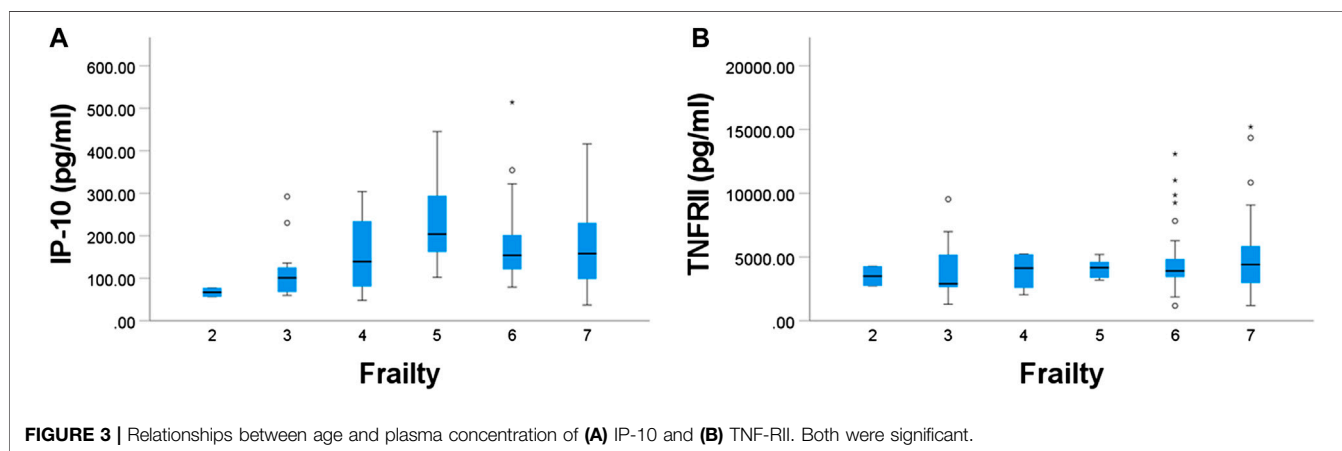 A
IP-10 (pg/ml)
600.00
500.00
400.00
300.00
200.00
100.00
.00
2 3 4 5 6 7
Frailty
B
TNFRII (pg/ml)
20000.00
15000.00
10000.00
5000.00
.00
2 3 4 5 6 7
Frailty
FIGURE 3 | Relationships between age and plasma concentration of (A) IP-10 and (B) TNF-RII. Both were significant.